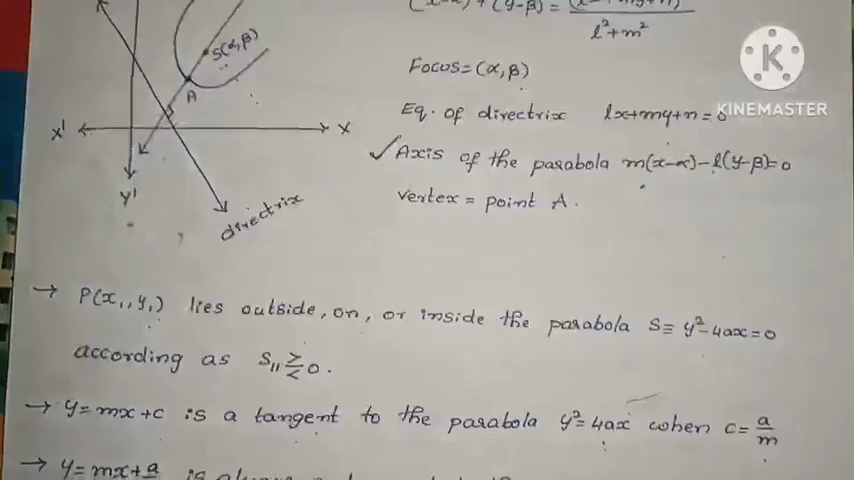 l²+m²
S(α,β)
Focus=(α,β)
A
Eq. of directrix lx+my+n=0
KINEMASTER
X'
X
✓Axis of the parabola m(x-α)-l(y-β)=0
Y'
vertex = point A.
directrix
→ P(x₁,y₁) lies outside, on, or inside the parabola S≡ y²-4ax=0
according as S₁₁ ⪌ 0.
→ y=mx+c is a tangent to the parabola y²=4ax when c=a/m
→ y=mx+a